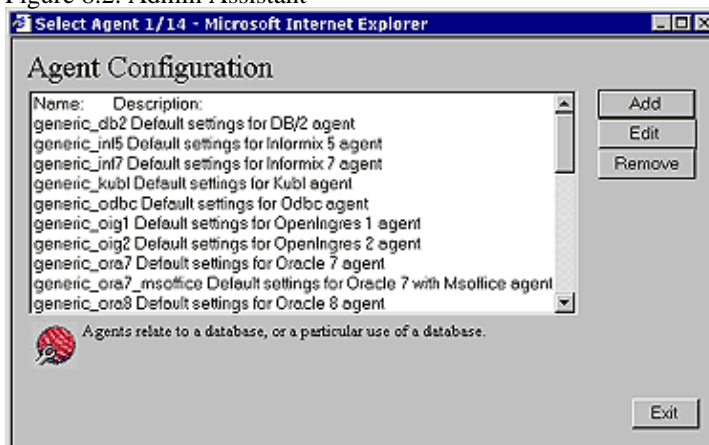 Figure 8.2. Admin Assistant
Select Agent 1/14 - Microsoft Internet Explorer
Agent Configuration
Name: Description:
generic_db2 Default settings for DB/2 agent
generic_inf5 Default settings for Informix 5 agent
generic_inf7 Default settings for Informix 7 agent
generic_kubl Default settings for Kubl agent
generic_odbc Default settings for Odbc agent
generic_oig1 Default settings for OpenIngres 1 agent
generic_oig2 Default settings for OpenIngres 2 agent
generic_ora7 Default settings for Oracle 7 agent
generic_ora7_msoffice Default settings for Oracle 7 with Msoffice agent
generic_ora8 Default settings for Oracle 8 agent
Add
Edit
Remove
Agents relate to a database, or a particular use of a database.
Exit